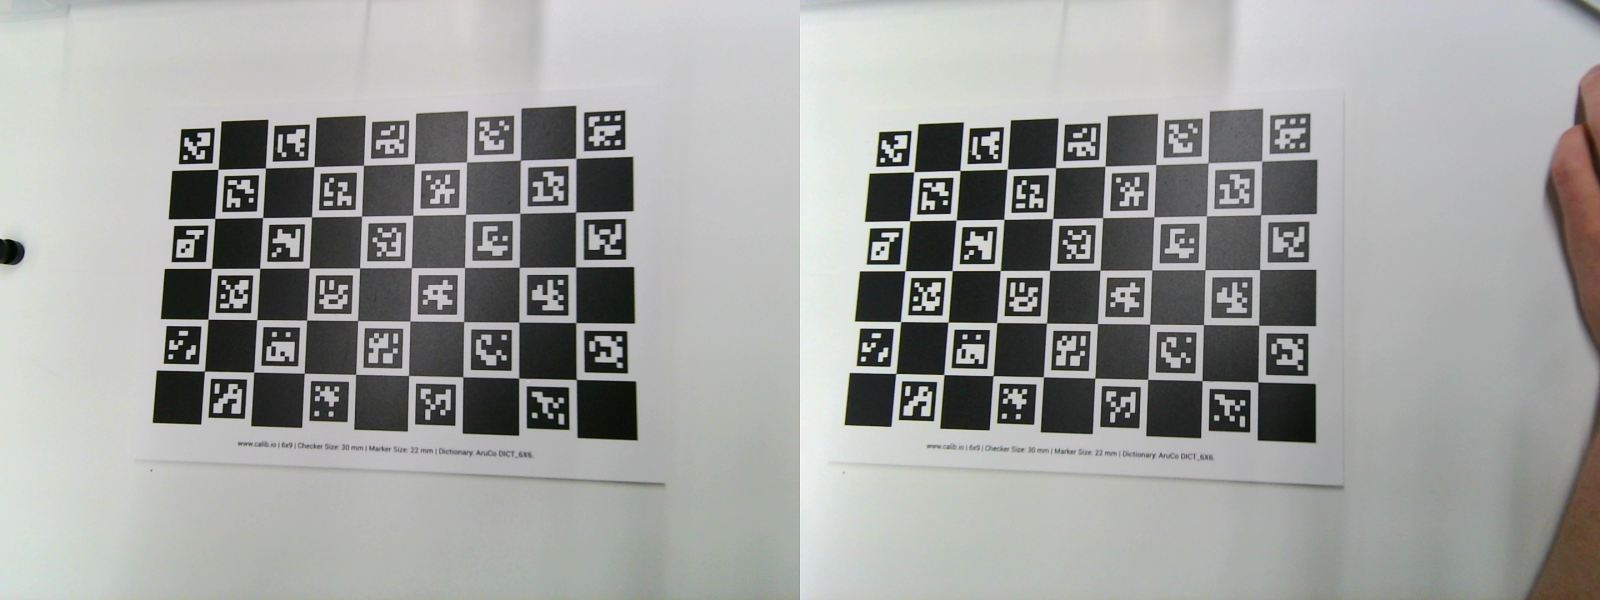 www.calib.io | 6x9 | Checker Size: 30 mm | Marker Size: 22 mm | Dictionary: AruCo DICT_6X6.
www.calib.io | 6x9 | Checker Size: 30 mm | Marker Size: 22 mm | Dictionary: AruCo DICT_6X6.